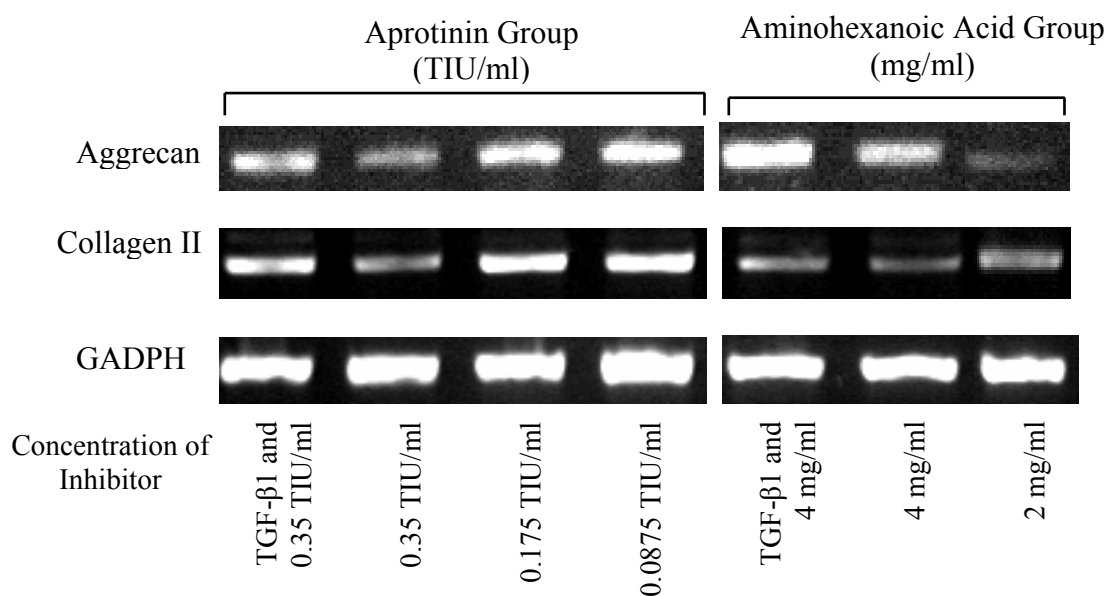 Aprotinin Group
(TIU/ml)
Aminohexanoic Acid Group
(mg/ml)
Aggrecan
Collagen II
GADPH
Concentration of
Inhibitor
TGF-β1 and
0.35 TIU/ml
0.35 TIU/ml
0.175 TIU/ml
0.0875 TIU/ml
TGF-β1 and
4 mg/ml
4 mg/ml
2 mg/ml